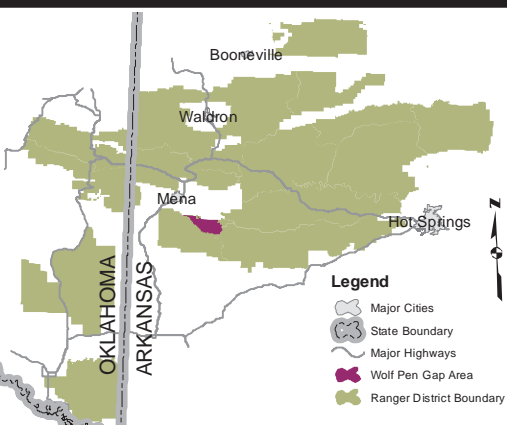 Booneville
Waldron
Mena
Hot Springs
N
OKLAHOMA
ARKANSAS
Legend
Major Cities
State Boundary
Major Highways
Wolf Pen Gap Area
Ranger District Boundary